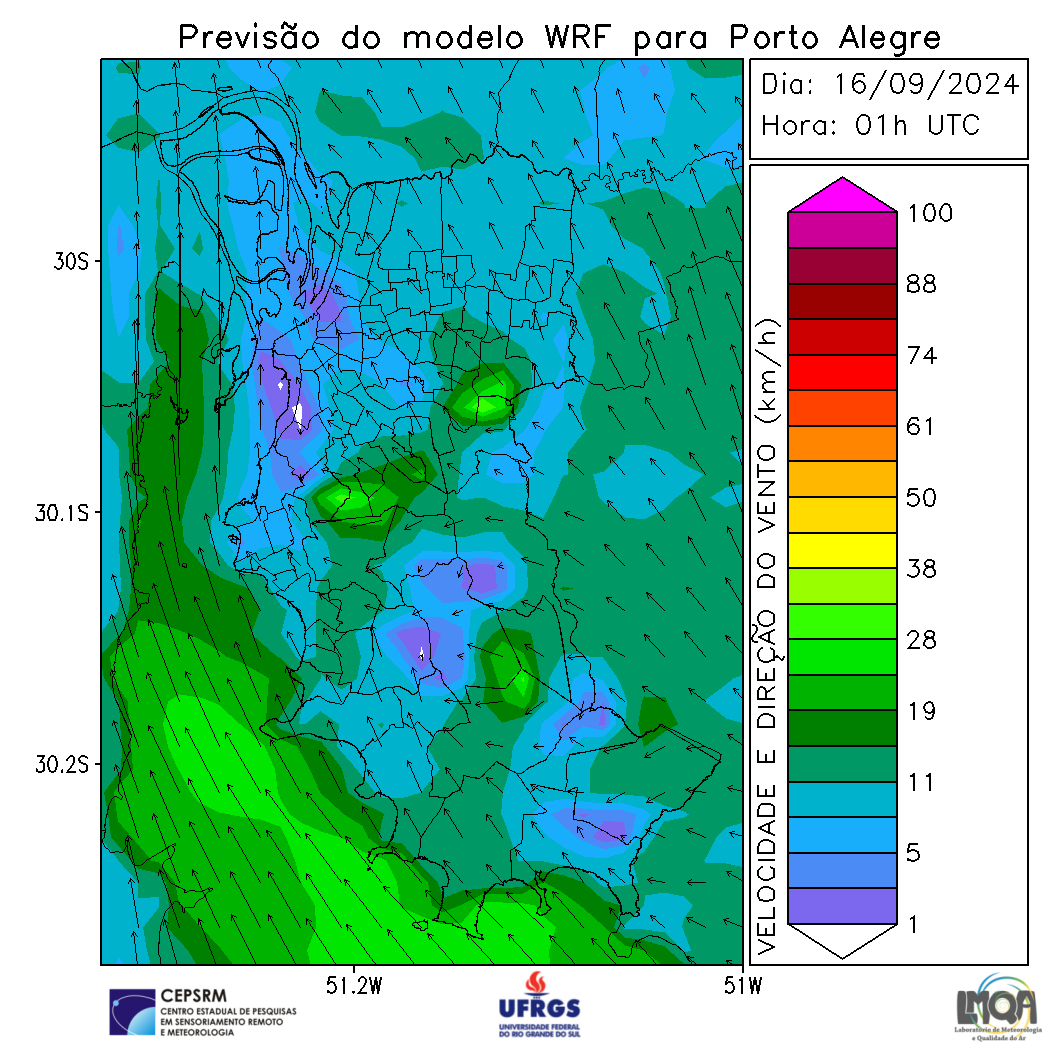 Previsão do modelo WRF para Porto Alegre
Dia: 16/09/2024
Hora: 01h UTC
30S
30.1S
30.2S
51.2W
51W
VELOCIDADE E DIREÇÃO DO VENTO (km/h)
100
88
74
61
50
38
28
19
11
5
1
CEPSRM
CENTRO ESTADUAL DE PESQUISAS
EM SENSORIAMENTO REMOTO
E METEOROLOGIA
UFRGS
UNIVERSIDADE FEDERAL
DO RIO GRANDE DO SUL
LMQA
Laboratório de Meteorologia
e Qualidade do Ar